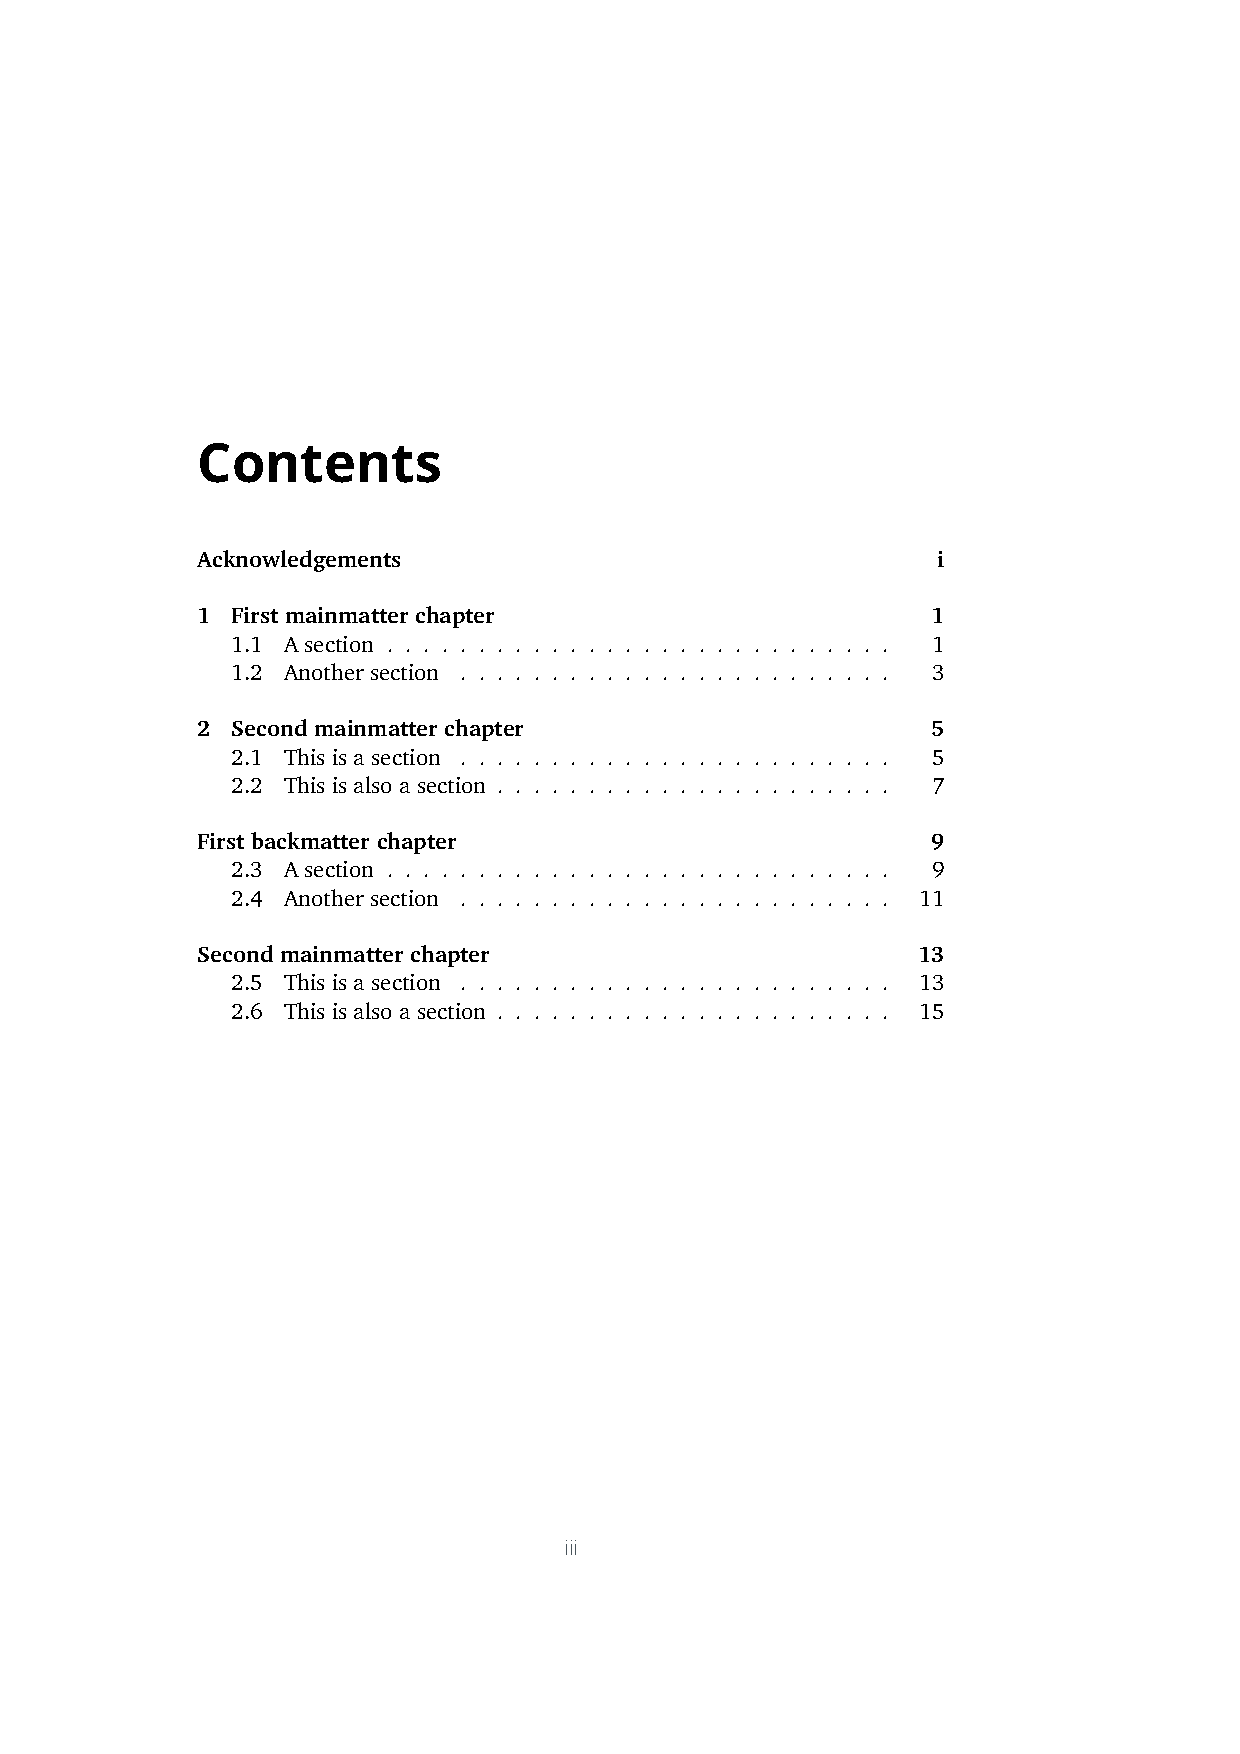 Contents
Acknowledgements i
1 First mainmatter chapter 1
1.1 A section . . . . . . . . . . . . . . . . . . . . . . . . . . . . 1
1.2 Another section . . . . . . . . . . . . . . . . . . . . . . . . 3
2 Second mainmatter chapter 5
2.1 This is a section . . . . . . . . . . . . . . . . . . . . . . . . 5
2.2 This is also a section . . . . . . . . . . . . . . . . . . . . . . 7
First backmatter chapter 9
2.3 A section . . . . . . . . . . . . . . . . . . . . . . . . . . . . 9
2.4 Another section . . . . . . . . . . . . . . . . . . . . . . . . 11
Second mainmatter chapter 13
2.5 This is a section . . . . . . . . . . . . . . . . . . . . . . . . 13
2.6 This is also a section . . . . . . . . . . . . . . . . . . . . . . 15
iii